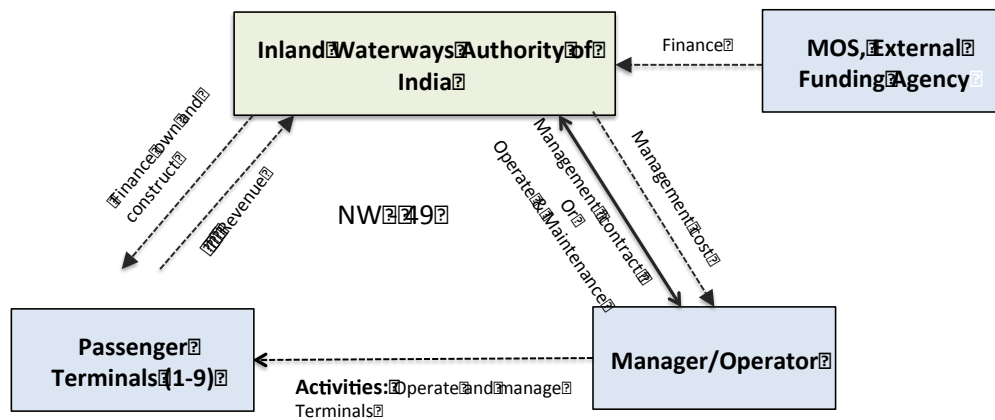 Inland Waterways Authority of
India
Finance
MOS, External
Funding Agency
Finance own and
construct
Revenue
NW - 49
Management contract
Or
Operate & Maintenance
Management cost
Passenger
Terminals (1-9)
Manager/Operator
Activities: Operate and manage
Terminals